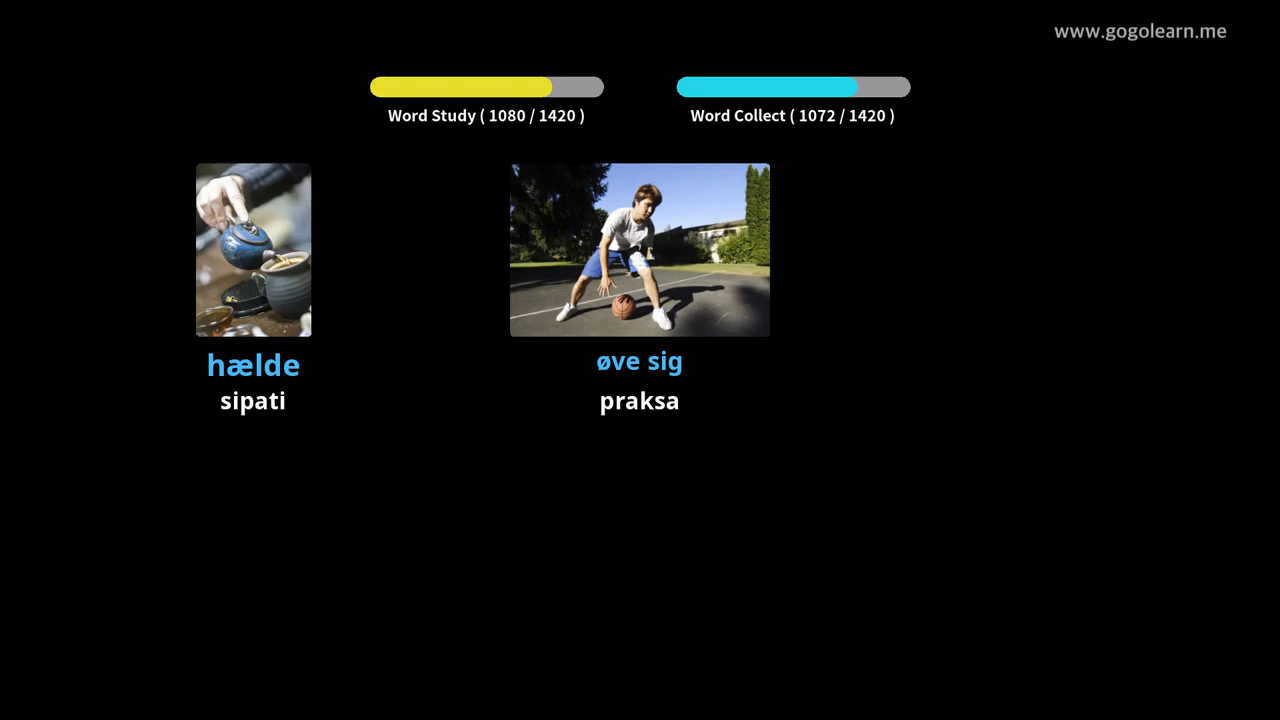 www.gogolearn.me
Word Study ( 1080 / 1420 )
Word Collect ( 1072 / 1420 )
hælde
sipati
øve sig
praksa